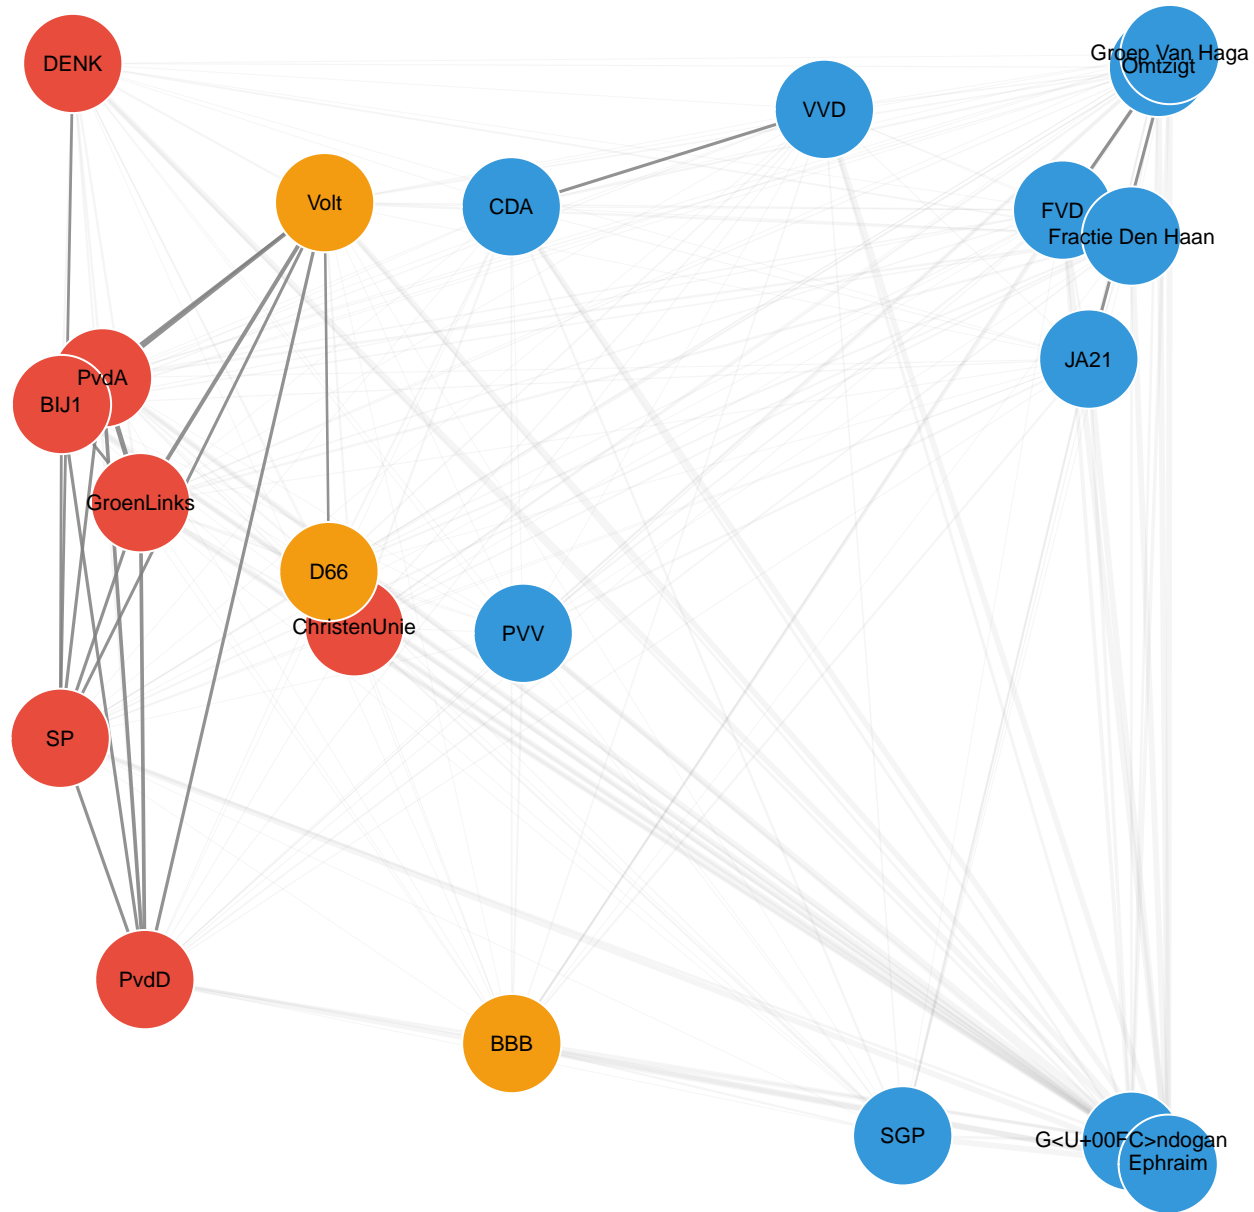 DENK
Groep Van Haga
Omtzigt
VVD
Volt
CDA
FVD
Fractie Den Haan
JA21
PvdA
BIJ1
GroenLinks
D66
ChristenUnie
PVV
SP
PvdD
BBB
SGP
G<U+00FC>ndogan
Ephraim